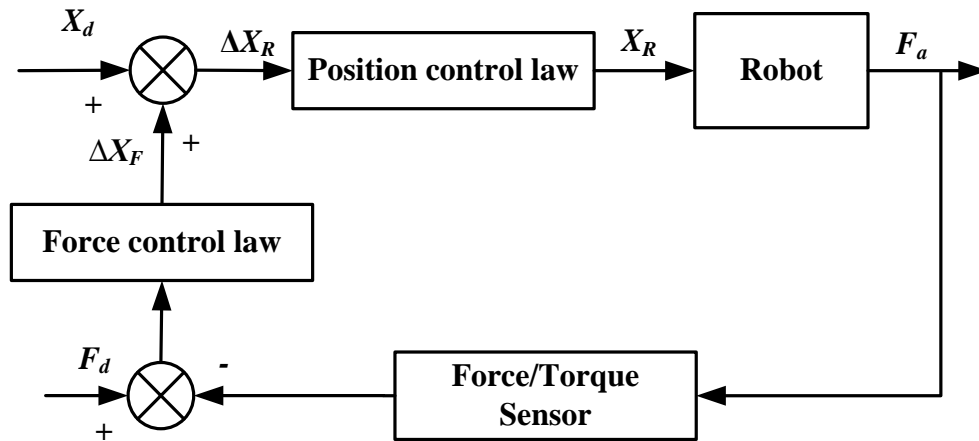 X_d
ΔX_R
Position control law
X_R
Robot
F_a
+
+
ΔX_F
Force control law
F_d
-
+
Force/Torque
Sensor